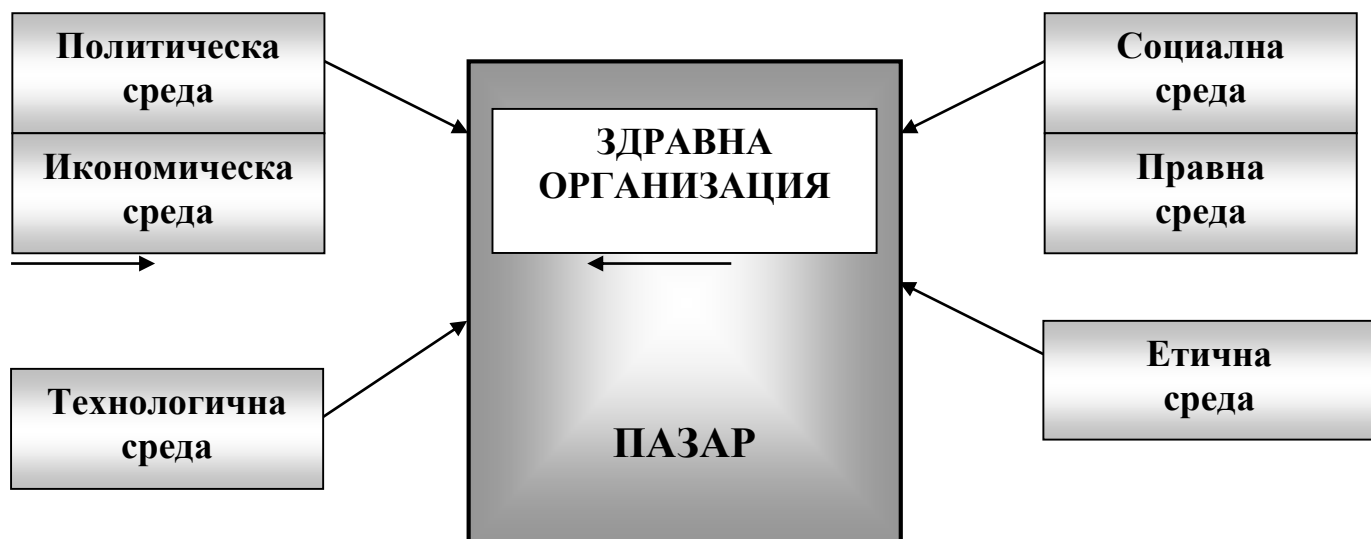 Политическа
среда
Икономическа
среда
Технологична
среда
ЗДРАВНА
ОРГАНИЗАЦИЯ
ПАЗАР
Социална
среда
Правна
среда
Етична
среда